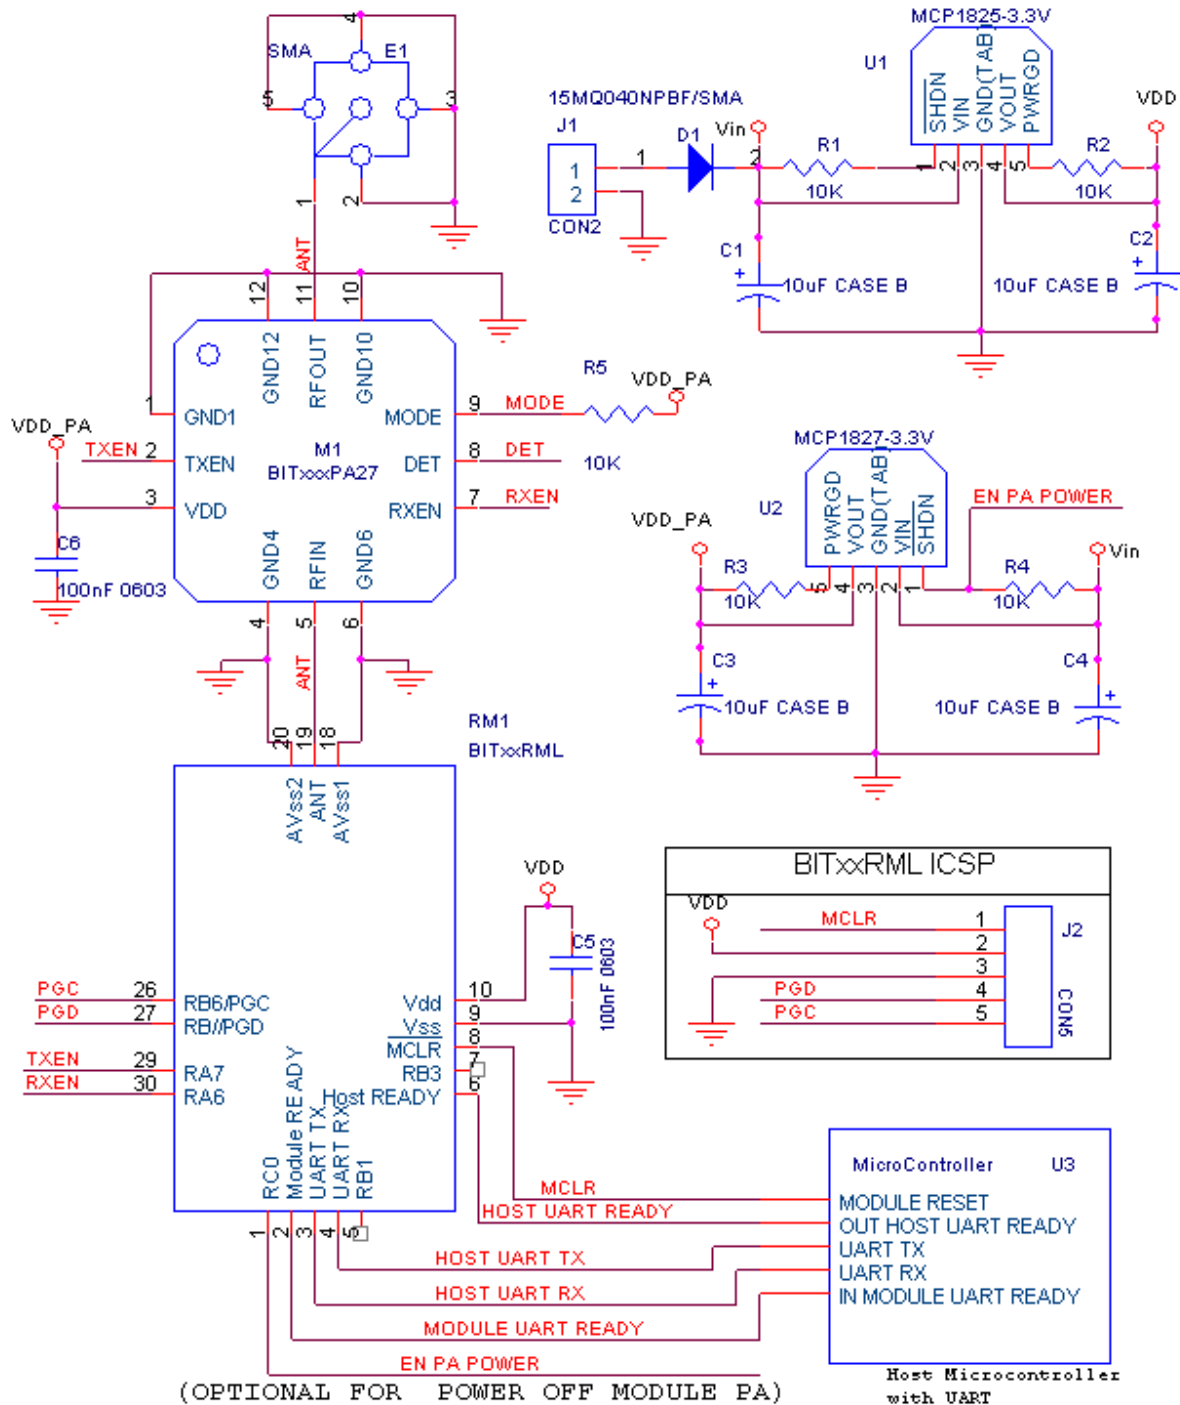 MCP1825-3.3V
4
SMA
E1
U1
5
3
SHDN
VIN
GND(TAB)
VOUT
PWRGD
15MQ040NPBF/SMA
VDD
J1
D1
Vin
R1
R2
1
2
1
2
3
4
5
1
2
10K
10K
CON2
1
2
ANT
C1
C2
+
10uF CASE B
+
10uF CASE B
12
11
10
GND12
RFOUT
GND10
R5
VDD_PA
1
GND1
MODE
9
MODE
VDD_PA
TXEN
2
TXEN
M1
BITxxxPA27
DET
8
DET
10K
MCP1827-3.3V
3
VDD
RXEN
7
RXEN
EN PA POWER
U2
PWRGD
VOUT
GND(TAB)
VIN
SHDN
VDD_PA
Vin
C6
100nF 0603
GND4
RFIN
GND6
R3
R4
10K
5
4
3
2
1
10K
4
5
6
ANT
C3
C4
+
10uF CASE B
+
10uF CASE B
RM1
BITxxRML
20
19
18
AVss2
ANT
AVss1
VDD
BITxxRML ICSP
VDD
MCLR
1
J2
2
3
PGD
4
PGC
5
CON5
C5
100nF 0603
PGC
26
RB6/PGC
Vdd
10
PGD
27
RB//PGD
Vss
9
MCLR
8
TXEN
29
RA7
RB3
7
RXEN
30
RA6
Host READY
6
RC0
Module READY
UART TX
UART RX
RB1
1
2
3
4
5
MicroController
U3
MCLR
MODULE RESET
HOST UART READY
OUT HOST UART READY
HOST UART TX
UART TX
UART RX
HOST UART RX
IN MODULE UART READY
MODULE UART READY
EN PA POWER
(OPTIONAL FOR POWER OFF MODULE PA)
Host Microcontroller
with UART